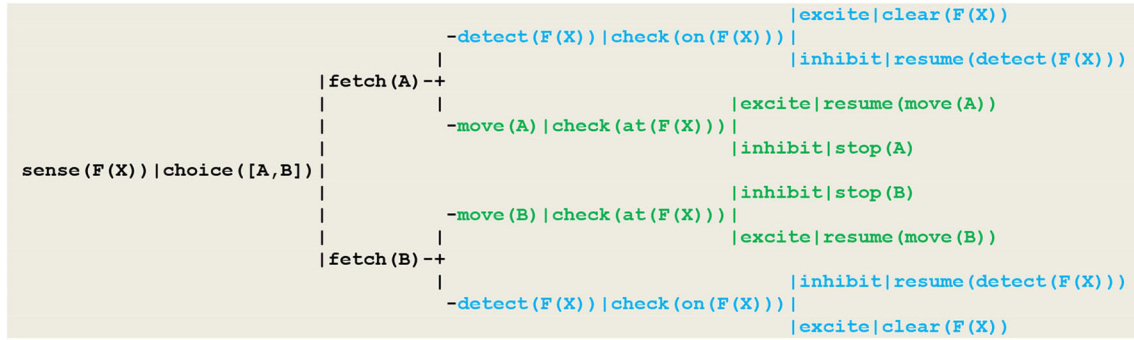 |excite|clear(F(X))
-detect(F(X))|check(on(F(X)))|
| |inhibit|resume(detect(F(X)))
|fetch(A)-+
| | |excite|resume(move(A))
| -move(A)|check(at(F(X)))|
| |inhibit|stop(A)
sense(F(X))|choice([A,B])|
| |inhibit|stop(B)
| -move(B)|check(at(F(X)))|
| | |excite|resume(move(B))
|fetch(B)-+
| |inhibit|resume(detect(F(X)))
-detect(F(X))|check(on(F(X)))|
|excite|clear(F(X))